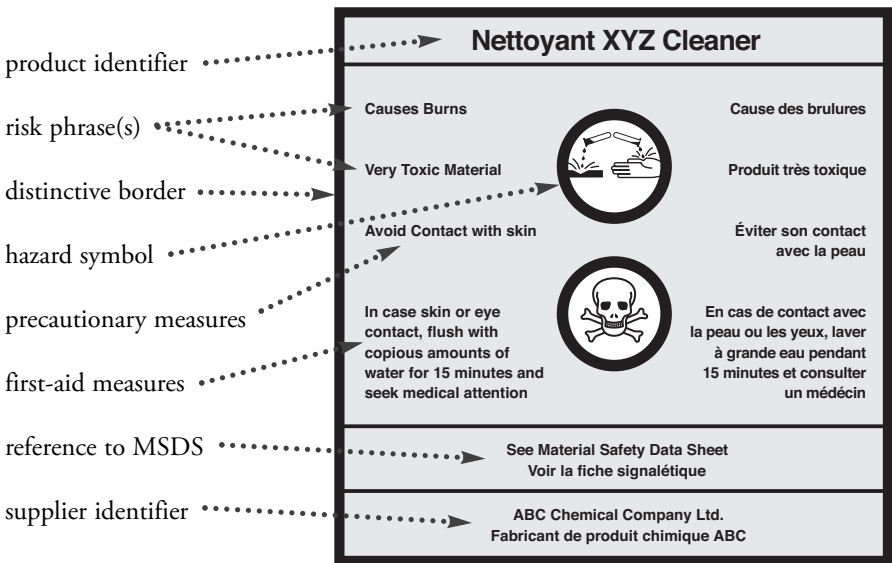 product identifier
risk phrase(s)
distinctive border
hazard symbol
precautionary measures
first-aid measures
reference to MSDS
supplier identifier
Nettoyant XYZ Cleaner
Causes Burns
Very Toxic Material
Avoid Contact with skin
In case skin or eye
contact, flush with
copious amounts of
water for 15 minutes and
seek medical attention
Cause des brulures
Produit très toxique
Éviter son contact
avec la peau
En cas de contact avec
la peau ou les yeux, laver
à grande eau pendant
15 minutes et consulter
un médécin
See Material Safety Data Sheet
Voir la fiche signalétique
ABC Chemical Company Ltd.
Fabricant de produit chimique ABC